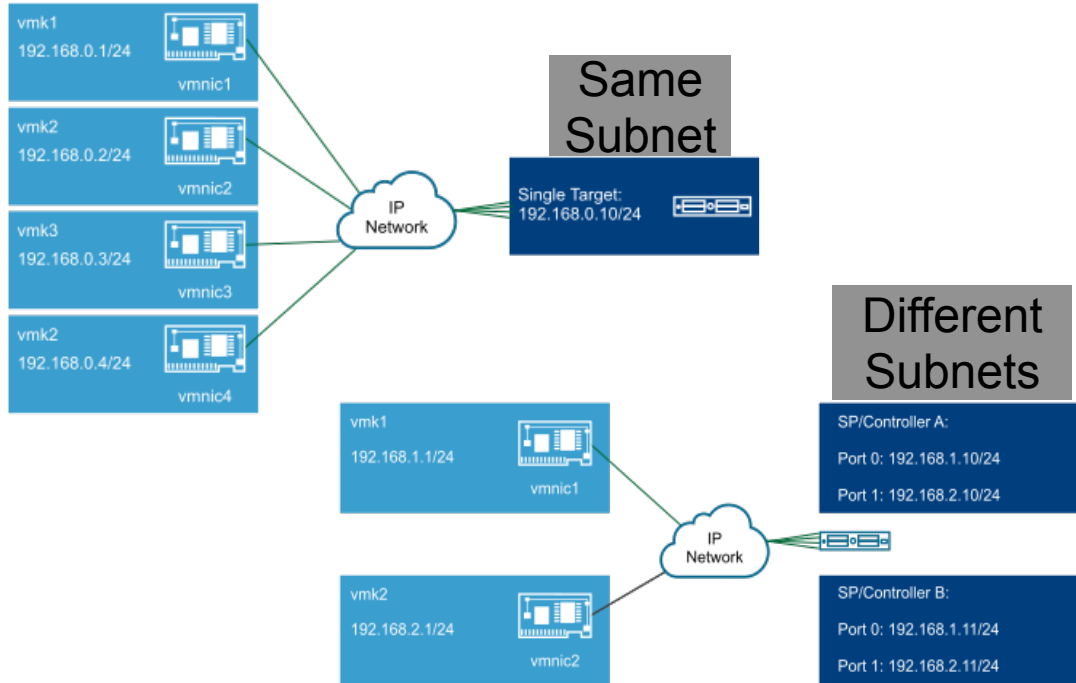 vmk1
192.168.0.1/24
vmnic1
vmk2
192.168.0.2/24
vmnic2
vmk3
192.168.0.3/24
vmnic3
vmk2
192.168.0.4/24
vmnic4
IP
Network
Same
Subnet
Single Target:
192.168.0.10/24
Different
Subnets
vmk1
192.168.1.1/24
vmnic1
vmk2
192.168.2.1/24
vmnic2
IP
Network
SP/Controller A:
Port 0: 192.168.1.10/24
Port 1: 192.168.2.10/24
SP/Controller B:
Port 0: 192.168.1.11/24
Port 1: 192.168.2.11/24